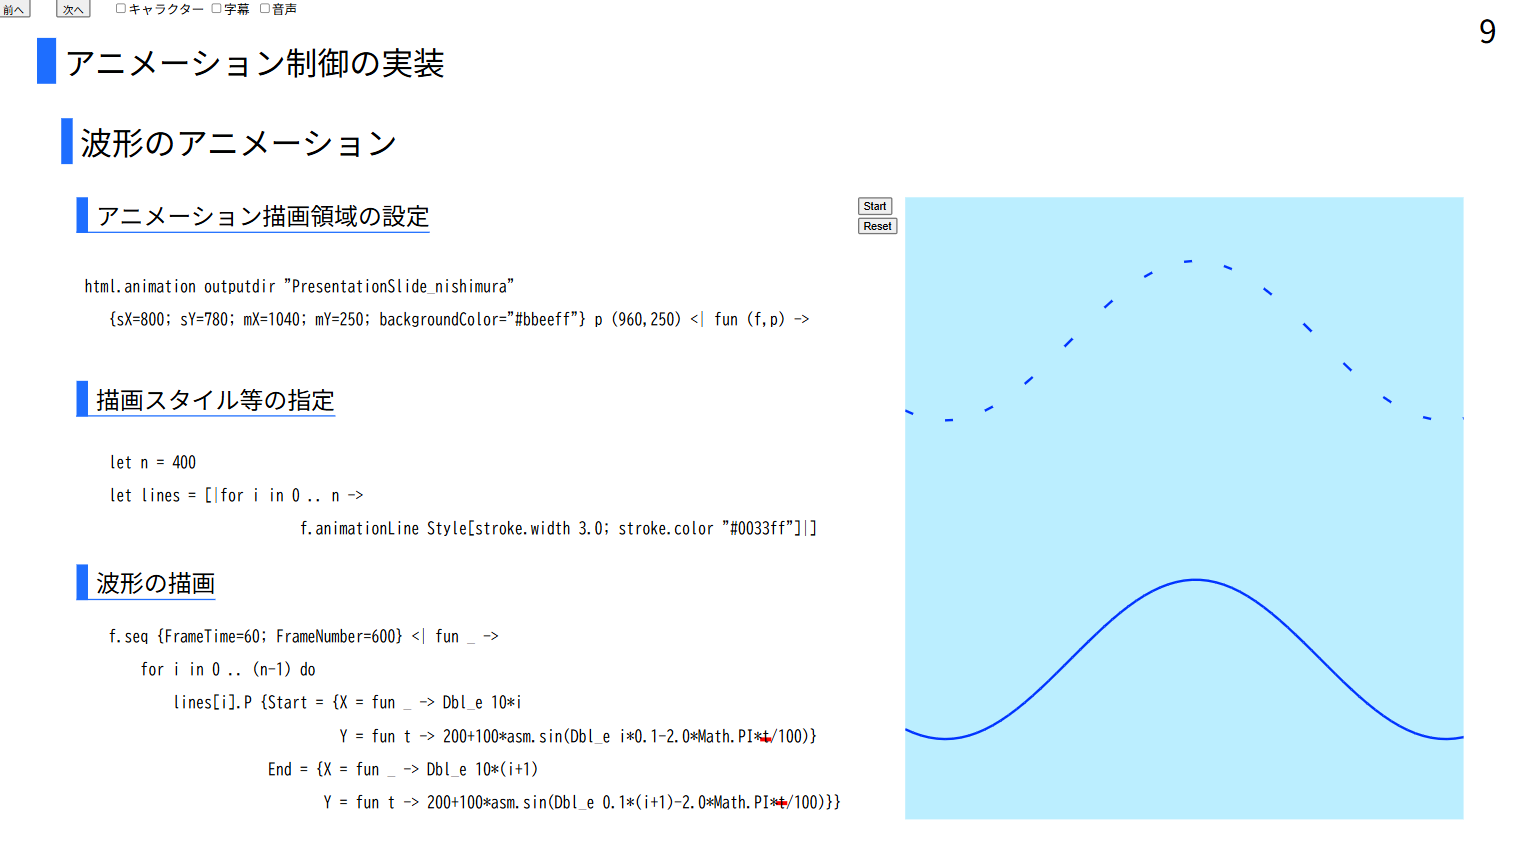 前へ 次へ キャラクター 字幕 音声
9
アニメーション制御の実装
波形のアニメーション
アニメーション描画領域の設定
Start
Reset
html.animation outputdir ”PresentationSlide_nishimura”
{sX=800; sY=780; mX=1040; mY=250; backgroundColor=”#bbeeff”} p (960,250) <| fun (f,p) ->
描画スタイル等の指定
let n = 400
let lines = [|for i in 0 .. n ->
f.animationLine Style[stroke.width 3.0; stroke.color ”#0033ff”]|]
波形の描画
f.seq {FrameTime=60; FrameNumber=600} <| fun _ ->
for i in 0 .. (n-1) do
lines[i].P {Start = {X = fun _ -> Dbl_e 10*i
Y = fun t -> 200+100*asm.sin(Dbl_e i*0.1-2.0*Math.PI*t/100)}
End = {X = fun _ -> Dbl_e 10*(i+1)
Y = fun t -> 200+100*asm.sin(Dbl_e 0.1*(i+1)-2.0*Math.PI*t/100)}}